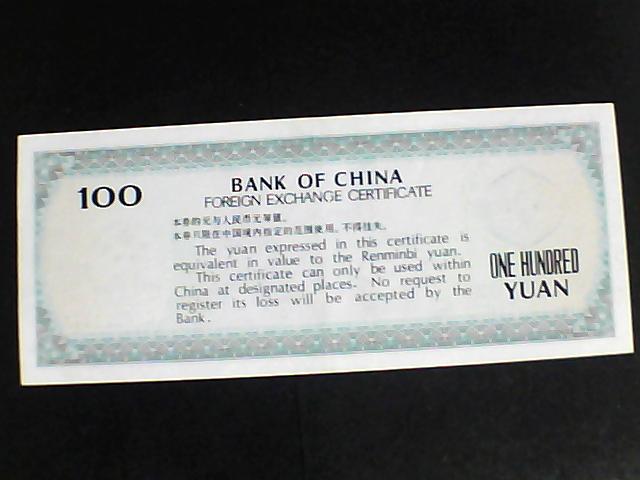 100
BANK OF CHINA
FOREIGN EXCHANGE CERTIFICATE
本券的元与人民币元等值。
本券只限在中国境内指定的范围使用，不得挂失。
The yuan expressed in this certificate is
equivalent in value to the Renminbi yuan.
This certificate can only be used within
China at designated places. No request to
register its loss will be accepted by the
Bank.
ONE HUNDRED
YUAN